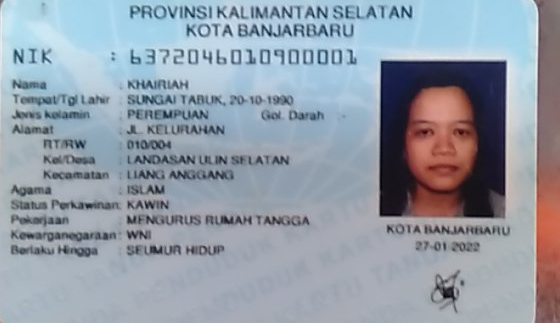 PROVINSI KALIMANTAN SELATAN
KOTA BANJARBARU
NIK : 6372046010900001
Nama : KHAIRIAH
Tempat/Tgl Lahir : SUNGAI TABUK, 20-10-1990
Jenis kelamin : PEREMPUAN Gol. Darah : -
Alamat : JL. KELURAHAN
RT/RW : 010/004
Kel/Desa : LANDASAN ULIN SELATAN
Kecamatan : LIANG ANGGANG
Agama : ISLAM
Status Perkawinan: KAWIN
Pekerjaan : MENGURUS RUMAH TANGGA
Kewarganegaraan: WNI
Berlaku Hingga : SEUMUR HIDUP
KOTA BANJARBARU
27-01-2022